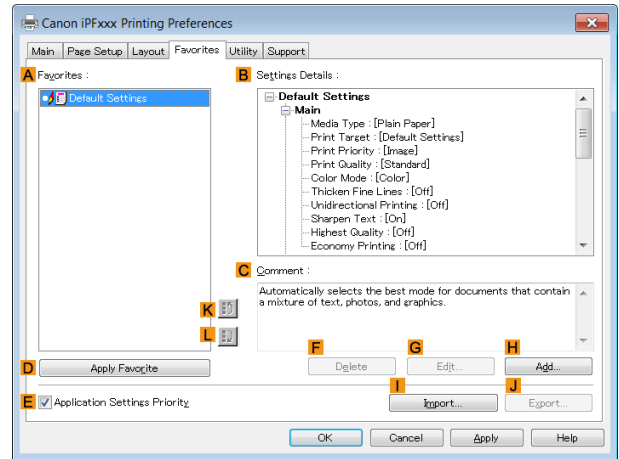 Canon iPFxxx Printing Preferences
Main Page Setup Layout Favorites Utility Support
A Favorites :
B Settings Details :
Default Settings
Default Settings
Main
Media Type : [Plain Paper]
Print Target : [Default Settings]
Print Priority : [Image]
Print Quality : [Standard]
Color Mode : [Color]
Thicken Fine Lines : [Off]
Unidirectional Printing : [Off]
Sharpen Text : [On]
Highest Quality : [Off]
Economy Printing : [Off]
C Comment :
Automatically selects the best mode for documents that contain
a mixture of text, photos, and graphics.
K
L
F G H
D Apply Favorite Delete Edit... Add...
I J
E Application Settings Priority Import... Export...
OK Cancel Apply Help